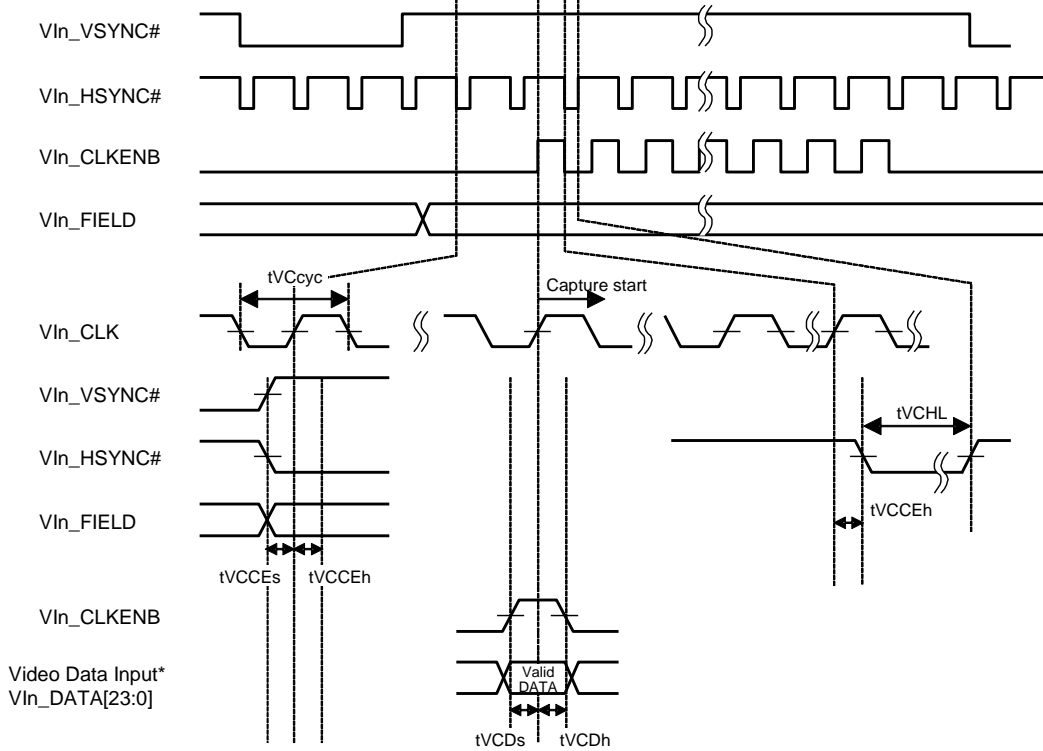 VIn_VSYNC#
VIn_HSYNC#
VIn_CLKENB
VIn_FIELD
tVCcyc
Capture start
VIn_CLK
VIn_VSYNC#
tVCHL
VIn_HSYNC#
tVCCEh
VIn_FIELD
tVCCEs
tVCCEh
VIn_CLKENB
Video Data Input*
VIn_DATA[23:0]
Valid
DATA
tVCDs
tVCDh